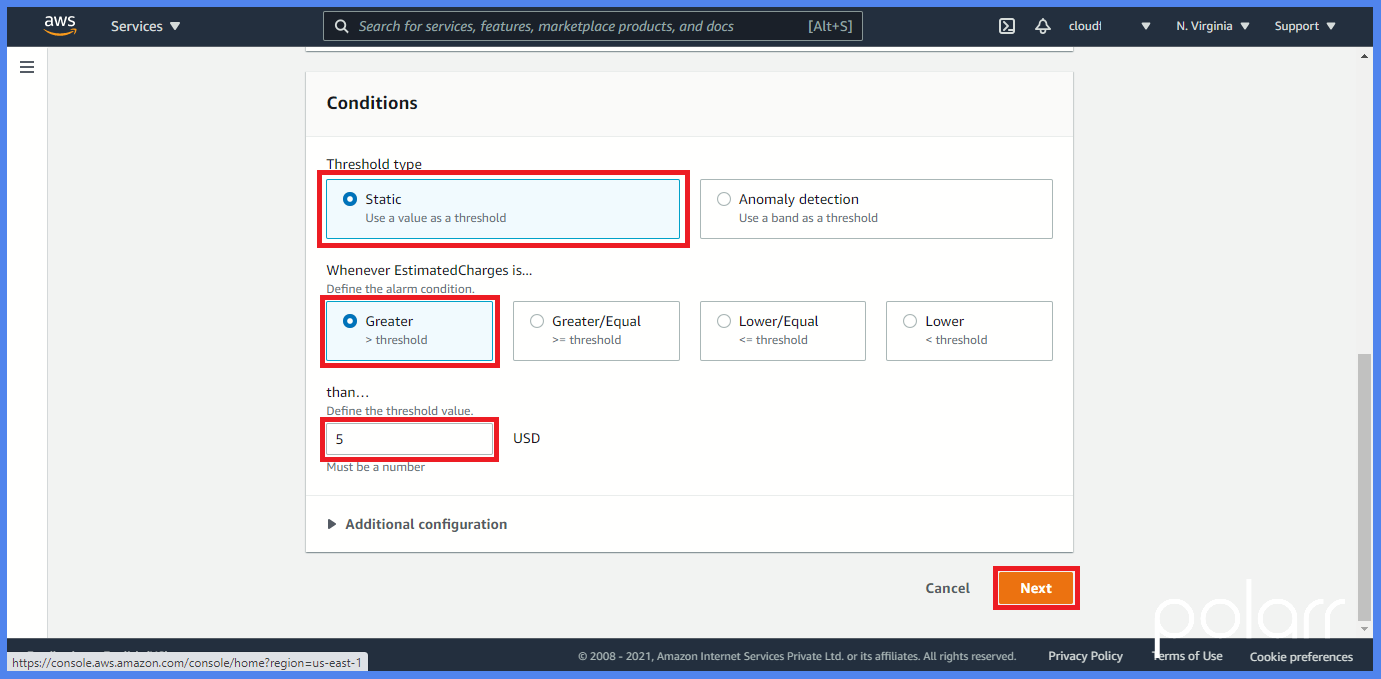 aws
Services
Search for services, features, marketplace products, and docs
[Alt+S]
N. Virginia
Support
Conditions
Threshold type
Static
Use a value as a threshold
Anomaly detection
Use a band as a threshold
Whenever EstimatedCharges is...
Define the alarm condition.
Greater
> threshold
Greater/Equal
>= threshold
Lower/Equal
<= threshold
Lower
< threshold
than...
Define the threshold value.
5
USD
Must be a number
Additional configuration
Cancel
Next
polarr
https://console.aws.amazon.com/console/home?region=us-east-1
© 2008 - 2021, Amazon Internet Services Private Ltd. or its affiliates. All rights reserved.
Privacy Policy
Terms of Use
Cookie preferences